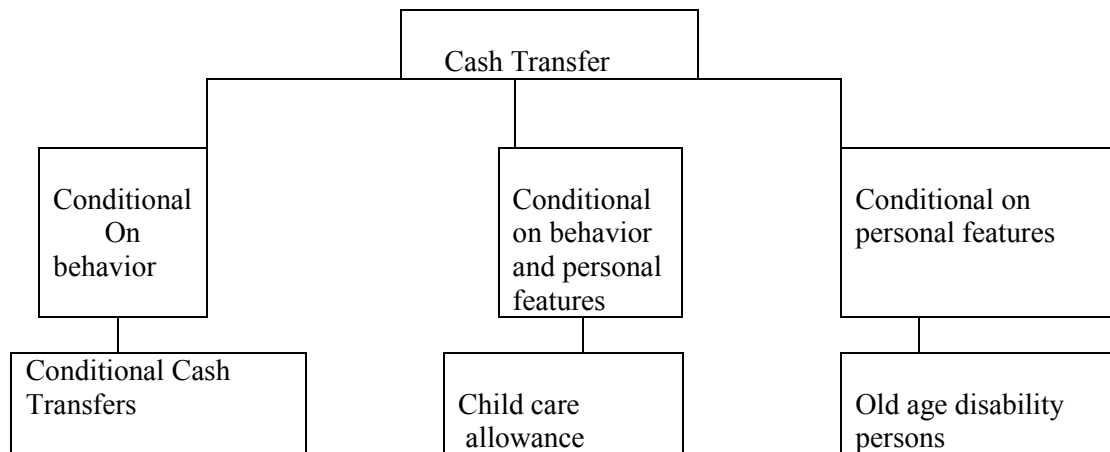 Cash Transfer
Conditional
On
behavior
Conditional
on behavior
and personal
features
Conditional on
personal features
Conditional Cash
Transfers
Child care
allowance
Old age disability
persons